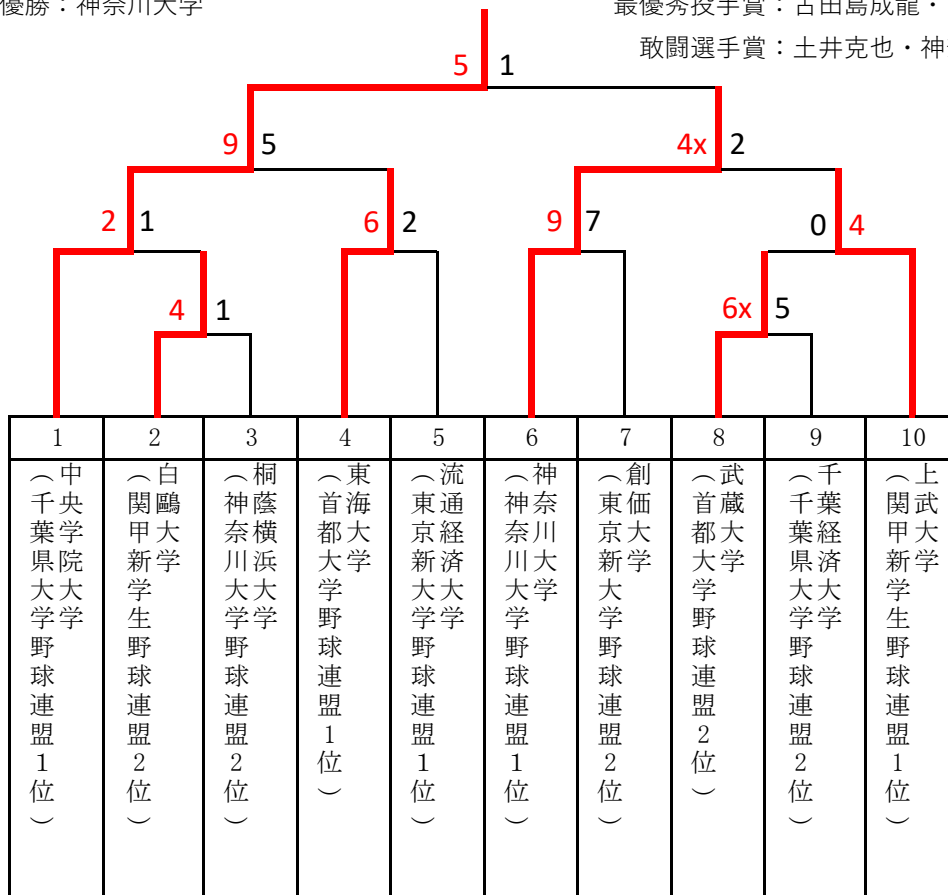 優勝：神奈川大学
最優秀投手賞：古田島成龍・
敢闘選手賞：土井克也・神
5 1
9 5
4x 2
2 1
6 2
9 7
0 4
4 1
6x 5
1 2 3 4 5 6 7 8 9 10
中央学院大学
（千葉県大学野球連盟1位）
白鷗大学
（関甲新学生野球連盟2位）
桐蔭横浜大学
（神奈川大学野球連盟2位）
東海大学
（首都大学野球連盟1位）
流通経済大学
（東京新大学野球連盟1位）
神奈川大学
（神奈川大学野球連盟1位）
創価大学
（東京新大学野球連盟2位）
武蔵大学
（首都大学野球連盟2位）
千葉経済大学
（千葉県大学野球連盟2位）
上武大学
（関甲新学生野球連盟1位）